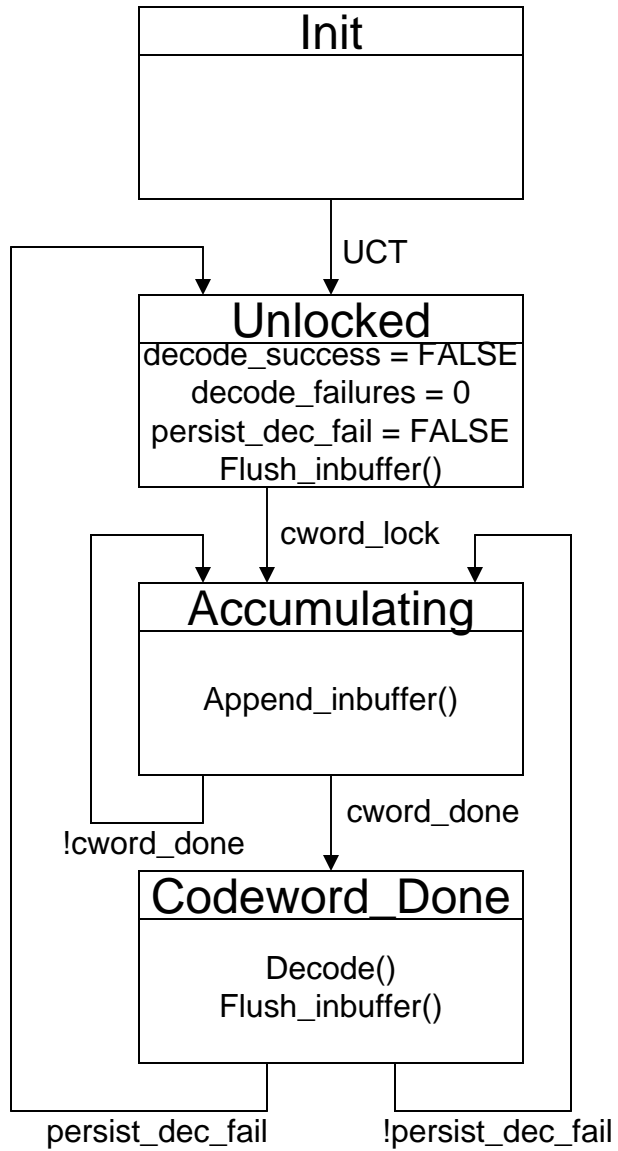 Init
UCT
Unlocked
decode_success = FALSE
decode_failures = 0
persist_dec_fail = FALSE
Flush_inbuffer()
cword_lock
Accumulating
Append_inbuffer()
cword_done
!cword_done
Codeword_Done
Decode()
Flush_inbuffer()
persist_dec_fail
!persist_dec_fail